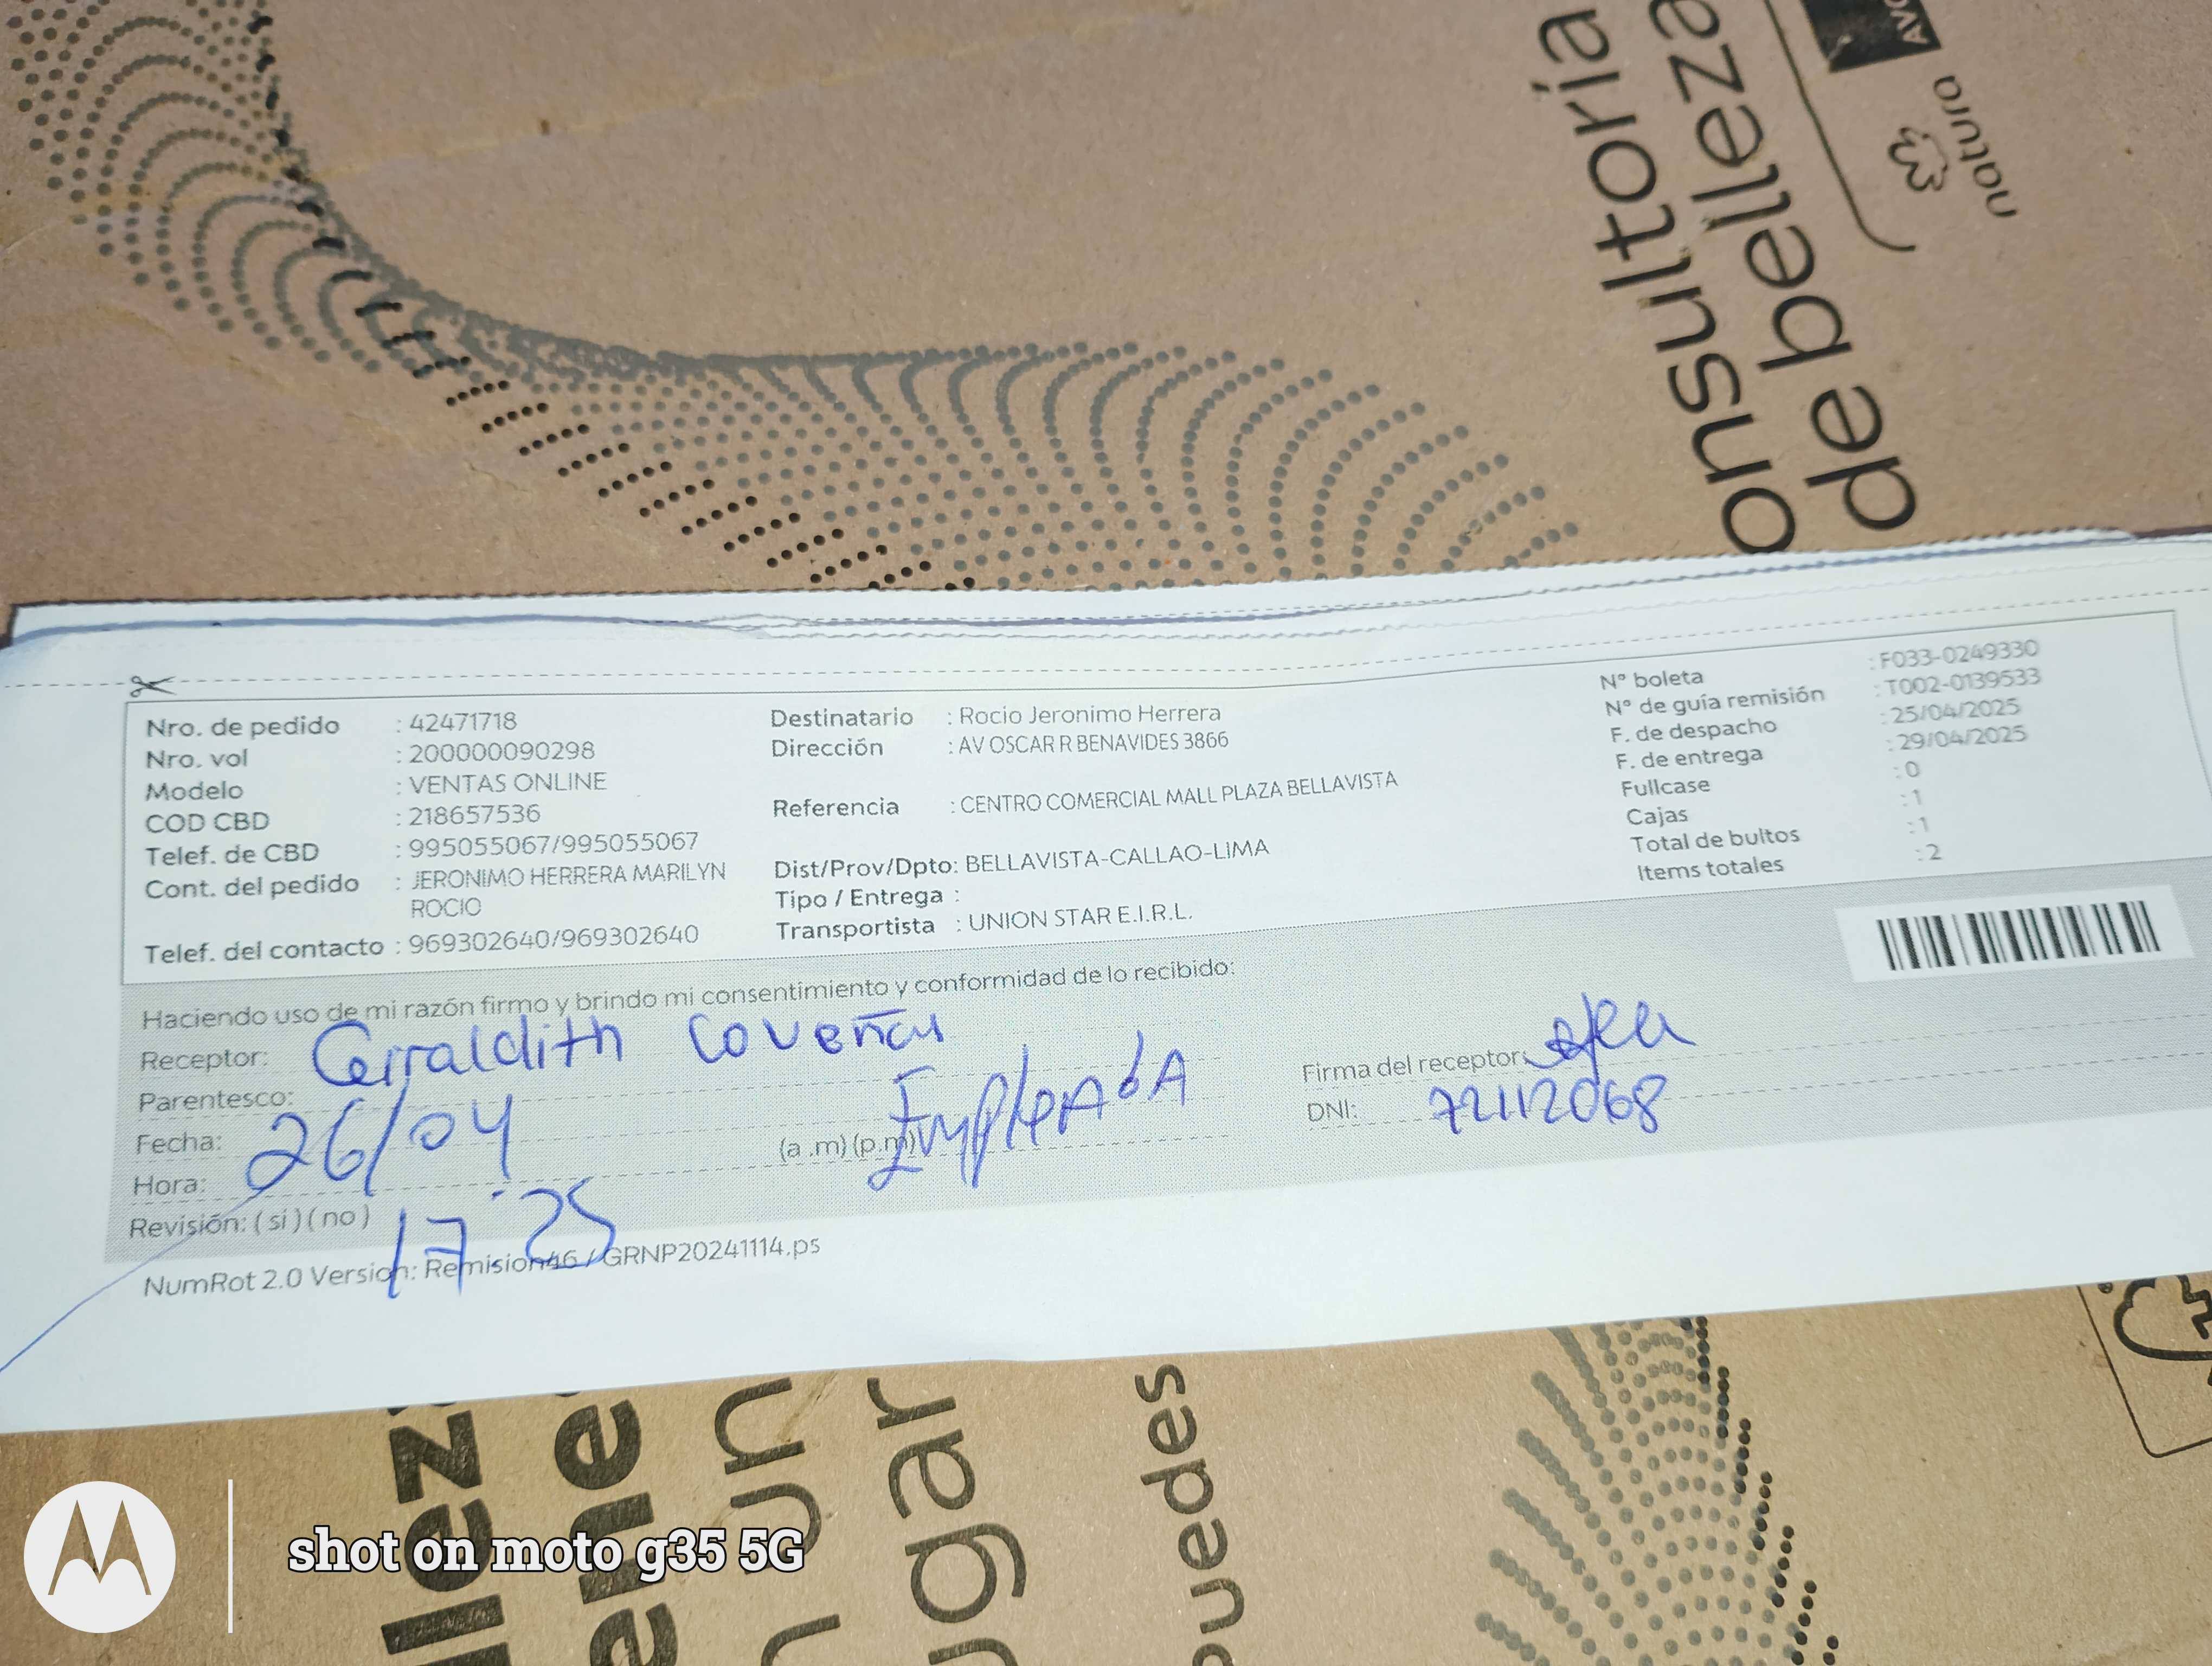 onsultoria
de belleza
AVO
natura
Nro. de pedido : 42471718
Nro. vol : 200000090298
Modelo : VENTAS ONLINE
COD CBD : 218657536
Telef. de CBD : 995055067/995055067
Cont. del pedido : JERONIMO HERRERA MARILYN
ROCIO
Telef. del contacto : 969302640/969302640
Destinatario : Rocio Jeronimo Herrera
Dirección : AV OSCAR R BENAVIDES 3866
Referencia : CENTRO COMERCIAL MALL PLAZA BELLAVISTA
Dist/Prov/Dpto: BELLAVISTA-CALLAO-LIMA
Tipo / Entrega :
Transportista : UNION STAR E.I.R.L.
N° boleta : F033-0249330
N° de guía remisión : T002-0139533
F. de despacho : 25/04/2025
F. de entrega : 29/04/2025
Fullcase : 0
Cajas : 1
Total de bultos : 1
Items totales : 2
Haciendo uso de mi razón firmo y brindo mi consentimiento y conformidad de lo recibido:
Receptor: Geraldith Coveñas
Parentesco: EmpleAdA
Fecha: 26/04
Hora: 17:25 (a .m) (p.m)
Revisión: ( si ) ( no )
Firma del receptor:
DNI: 72112068
NumRot 2.0 Version: Remision46 / GRNP20241114.ps
llez
ene
n un
ugar
puedes
shot on moto g35 5G